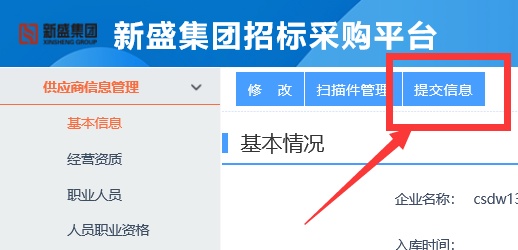 新盛集团
XINSHENG GROUP
新盛集团招标采购平台
供应商信息管理
修 改
扫描件管理
提交信息
基本信息
经营资质
职业人员
人员职业资格
基本情况
企业名称: csdw13
入库时间: